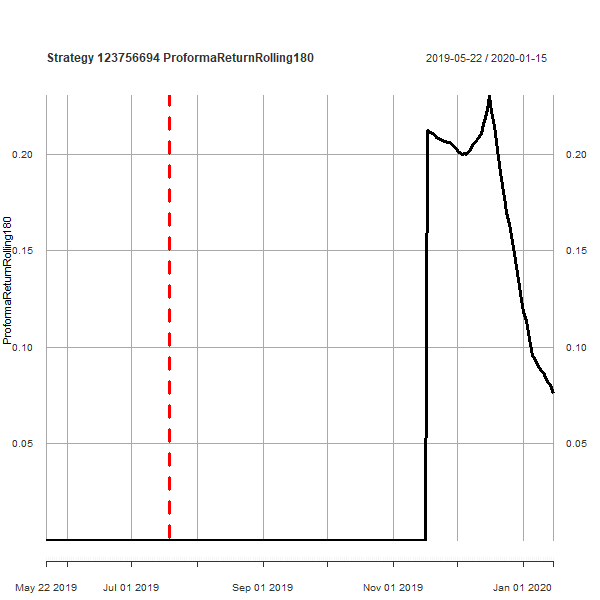 Strategy 123756694 ProformaReturnRolling180 2019-05-22 / 2020-01-15
ProformaReturnRolling180
0.20 0.20
0.15 0.15
0.10 0.10
0.05 0.05
May 22 2019 Jul 01 2019 Sep 01 2019 Nov 01 2019 Jan 01 2020